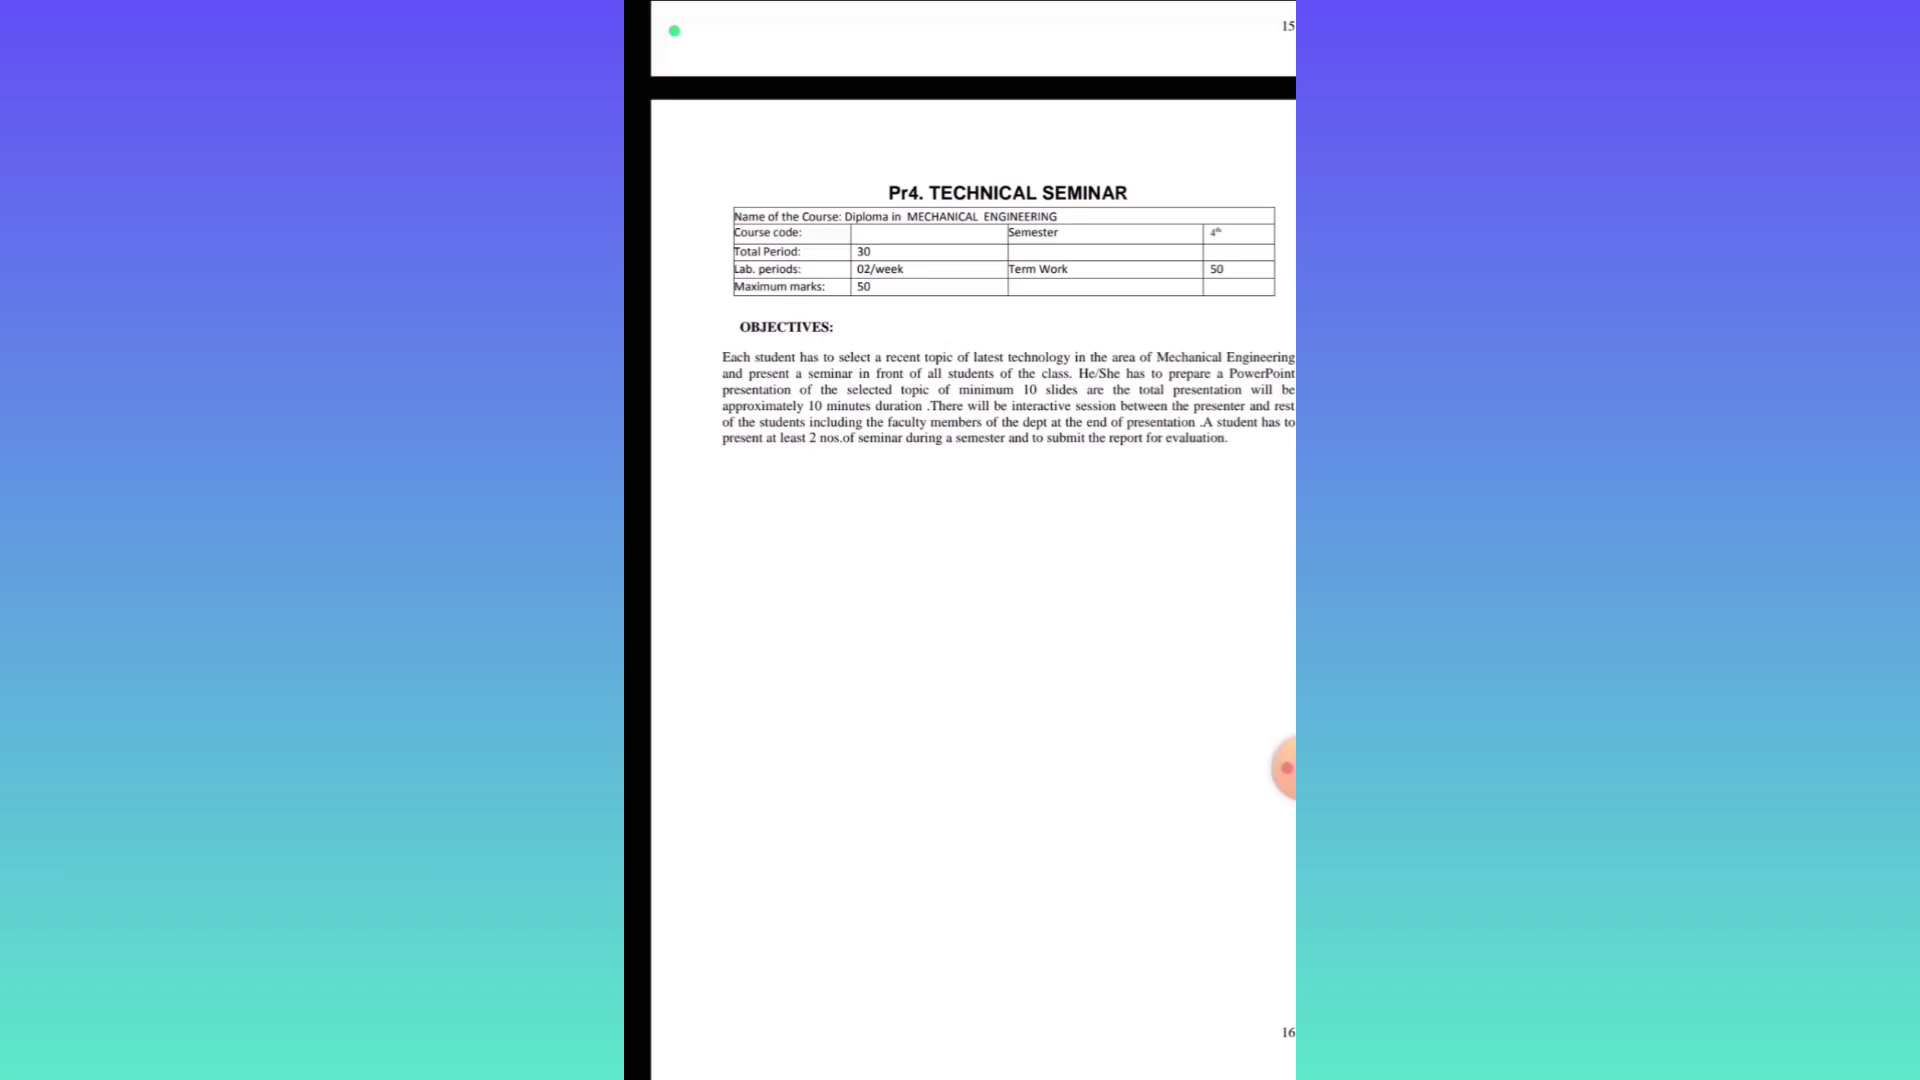 15
Pr4. TECHNICAL SEMINAR
Name of the Course: Diploma in MECHANICAL ENGINEERING
Course code: Semester 4th
Total Period: 30
Lab. periods: 02/week Term Work 50
Maximum marks: 50
OBJECTIVES:
Each student has to select a recent topic of latest technology in the area of Mechanical Engineering
and present a seminar in front of all students of the class. He/She has to prepare a PowerPoint
presentation of the selected topic of minimum 10 slides are the total presentation will be
approximately 10 minutes duration .There will be interactive session between the presenter and rest
of the students including the faculty members of the dept at the end of presentation .A student has to
present at least 2 nos.of seminar during a semester and to submit the report for evaluation.
16